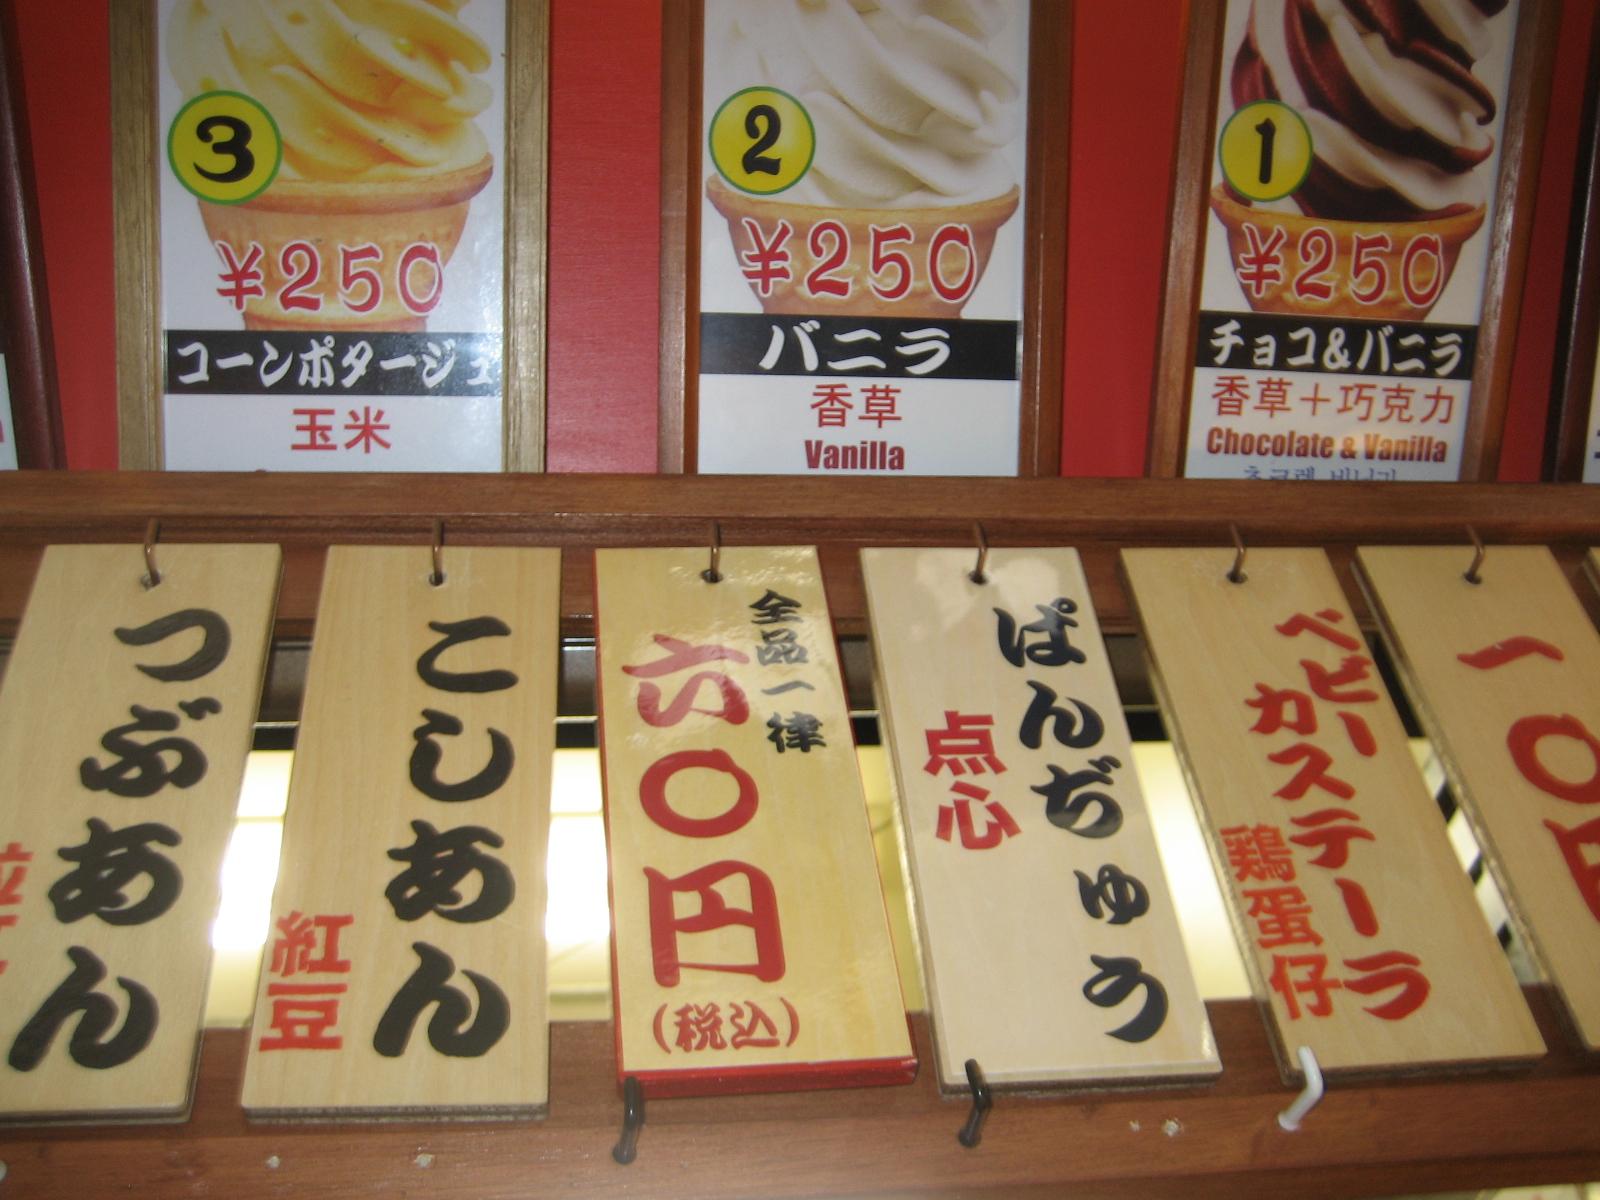 3
¥250
コーンポタージュ
玉米
2
¥250
バニラ
香草
Vanilla
1
¥250
チョコ&バニラ
香草+巧克力
Chocolate & Vanilla
つぶあん
こしあん
紅豆
全品一律
六〇円
(税込)
ぱんぢゅう
点心
ベビー
カステーラ
鶏蛋仔
一〇